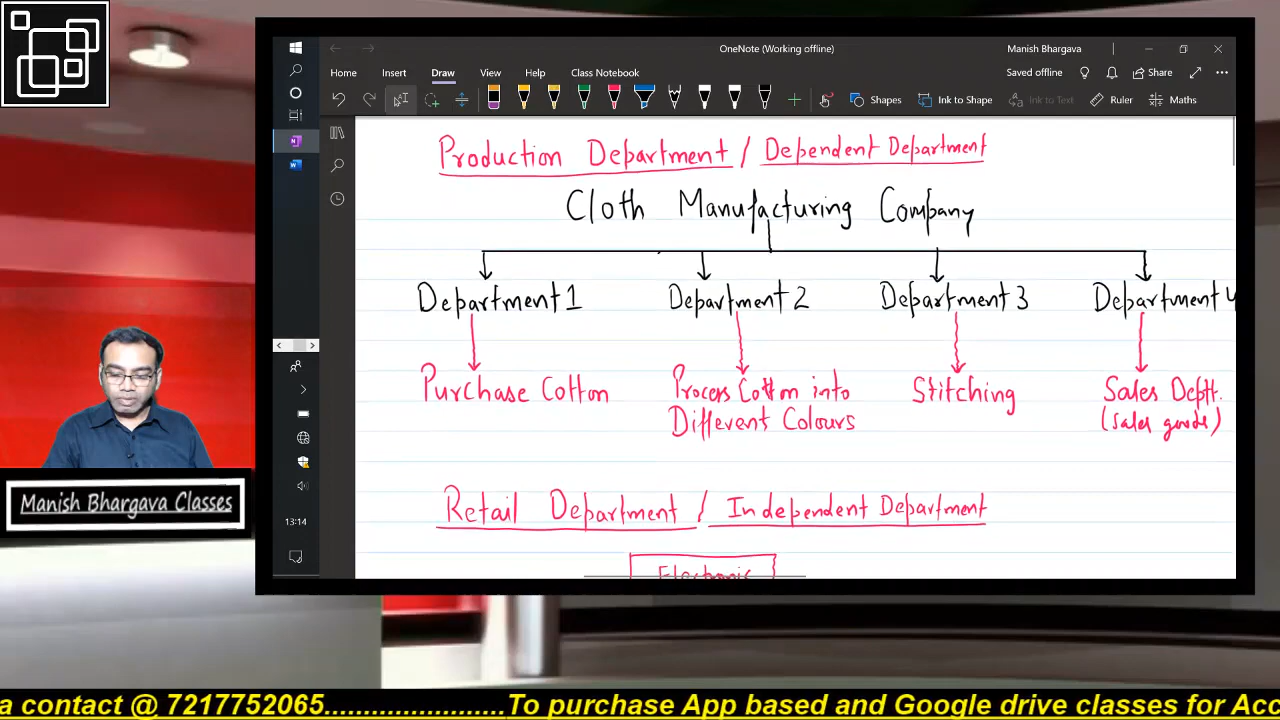 OneNote (Working offline)
Manish Bhargava
Home Insert Draw View Help Class Notebook
Saved offline Share
Shapes Ink to Shape Ink to Text Ruler Maths
Production Department / Dependent Department
Cloth Manufacturing Company
Department 1 Department 2 Department 3 Department 4
Purchase Cotton Process Cotton into Stitching Sales Deptt.
Different Colours (Sales goods)
Retail Department / Independent Department
Electronic
Manish Bhargava Classes
13:14
a contact @ 7217752065.......................To purchase App based and Google drive classes for Acc